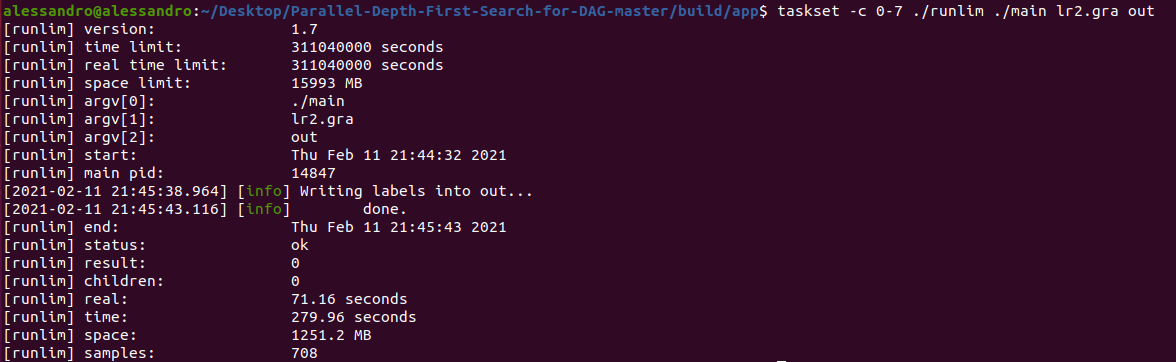 alessandro@alessandro:~/Desktop/Parallel-Depth-First-Search-for-DAG-master/build/app$ taskset -c 0-7 ./runlim ./main lr2.gra out
[runlim] version: 1.7
[runlim] time limit: 311040000 seconds
[runlim] real time limit: 311040000 seconds
[runlim] space limit: 15993 MB
[runlim] argv[0]: ./main
[runlim] argv[1]: lr2.gra
[runlim] argv[2]: out
[runlim] start: Thu Feb 11 21:44:32 2021
[runlim] main pid: 14847
[2021-02-11 21:45:38.964] [info] Writing labels into out...
[2021-02-11 21:45:43.116] [info] done.
[runlim] end: Thu Feb 11 21:45:43 2021
[runlim] status: ok
[runlim] result: 0
[runlim] children: 0
[runlim] real: 71.16 seconds
[runlim] time: 279.96 seconds
[runlim] space: 1251.2 MB
[runlim] samples: 708